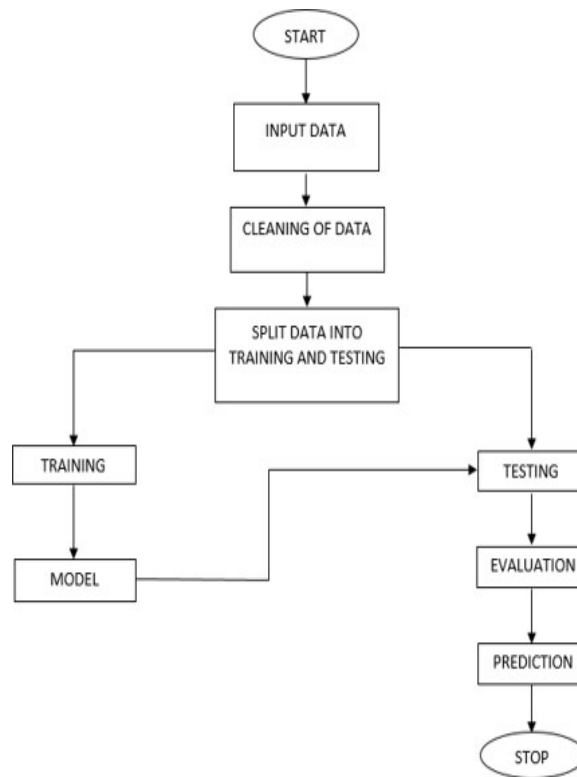 START
INPUT DATA
CLEANING OF DATA
SPLIT DATA INTO
TRAINING AND TESTING
TRAINING
TESTING
MODEL
EVALUATION
PREDICTION
STOP